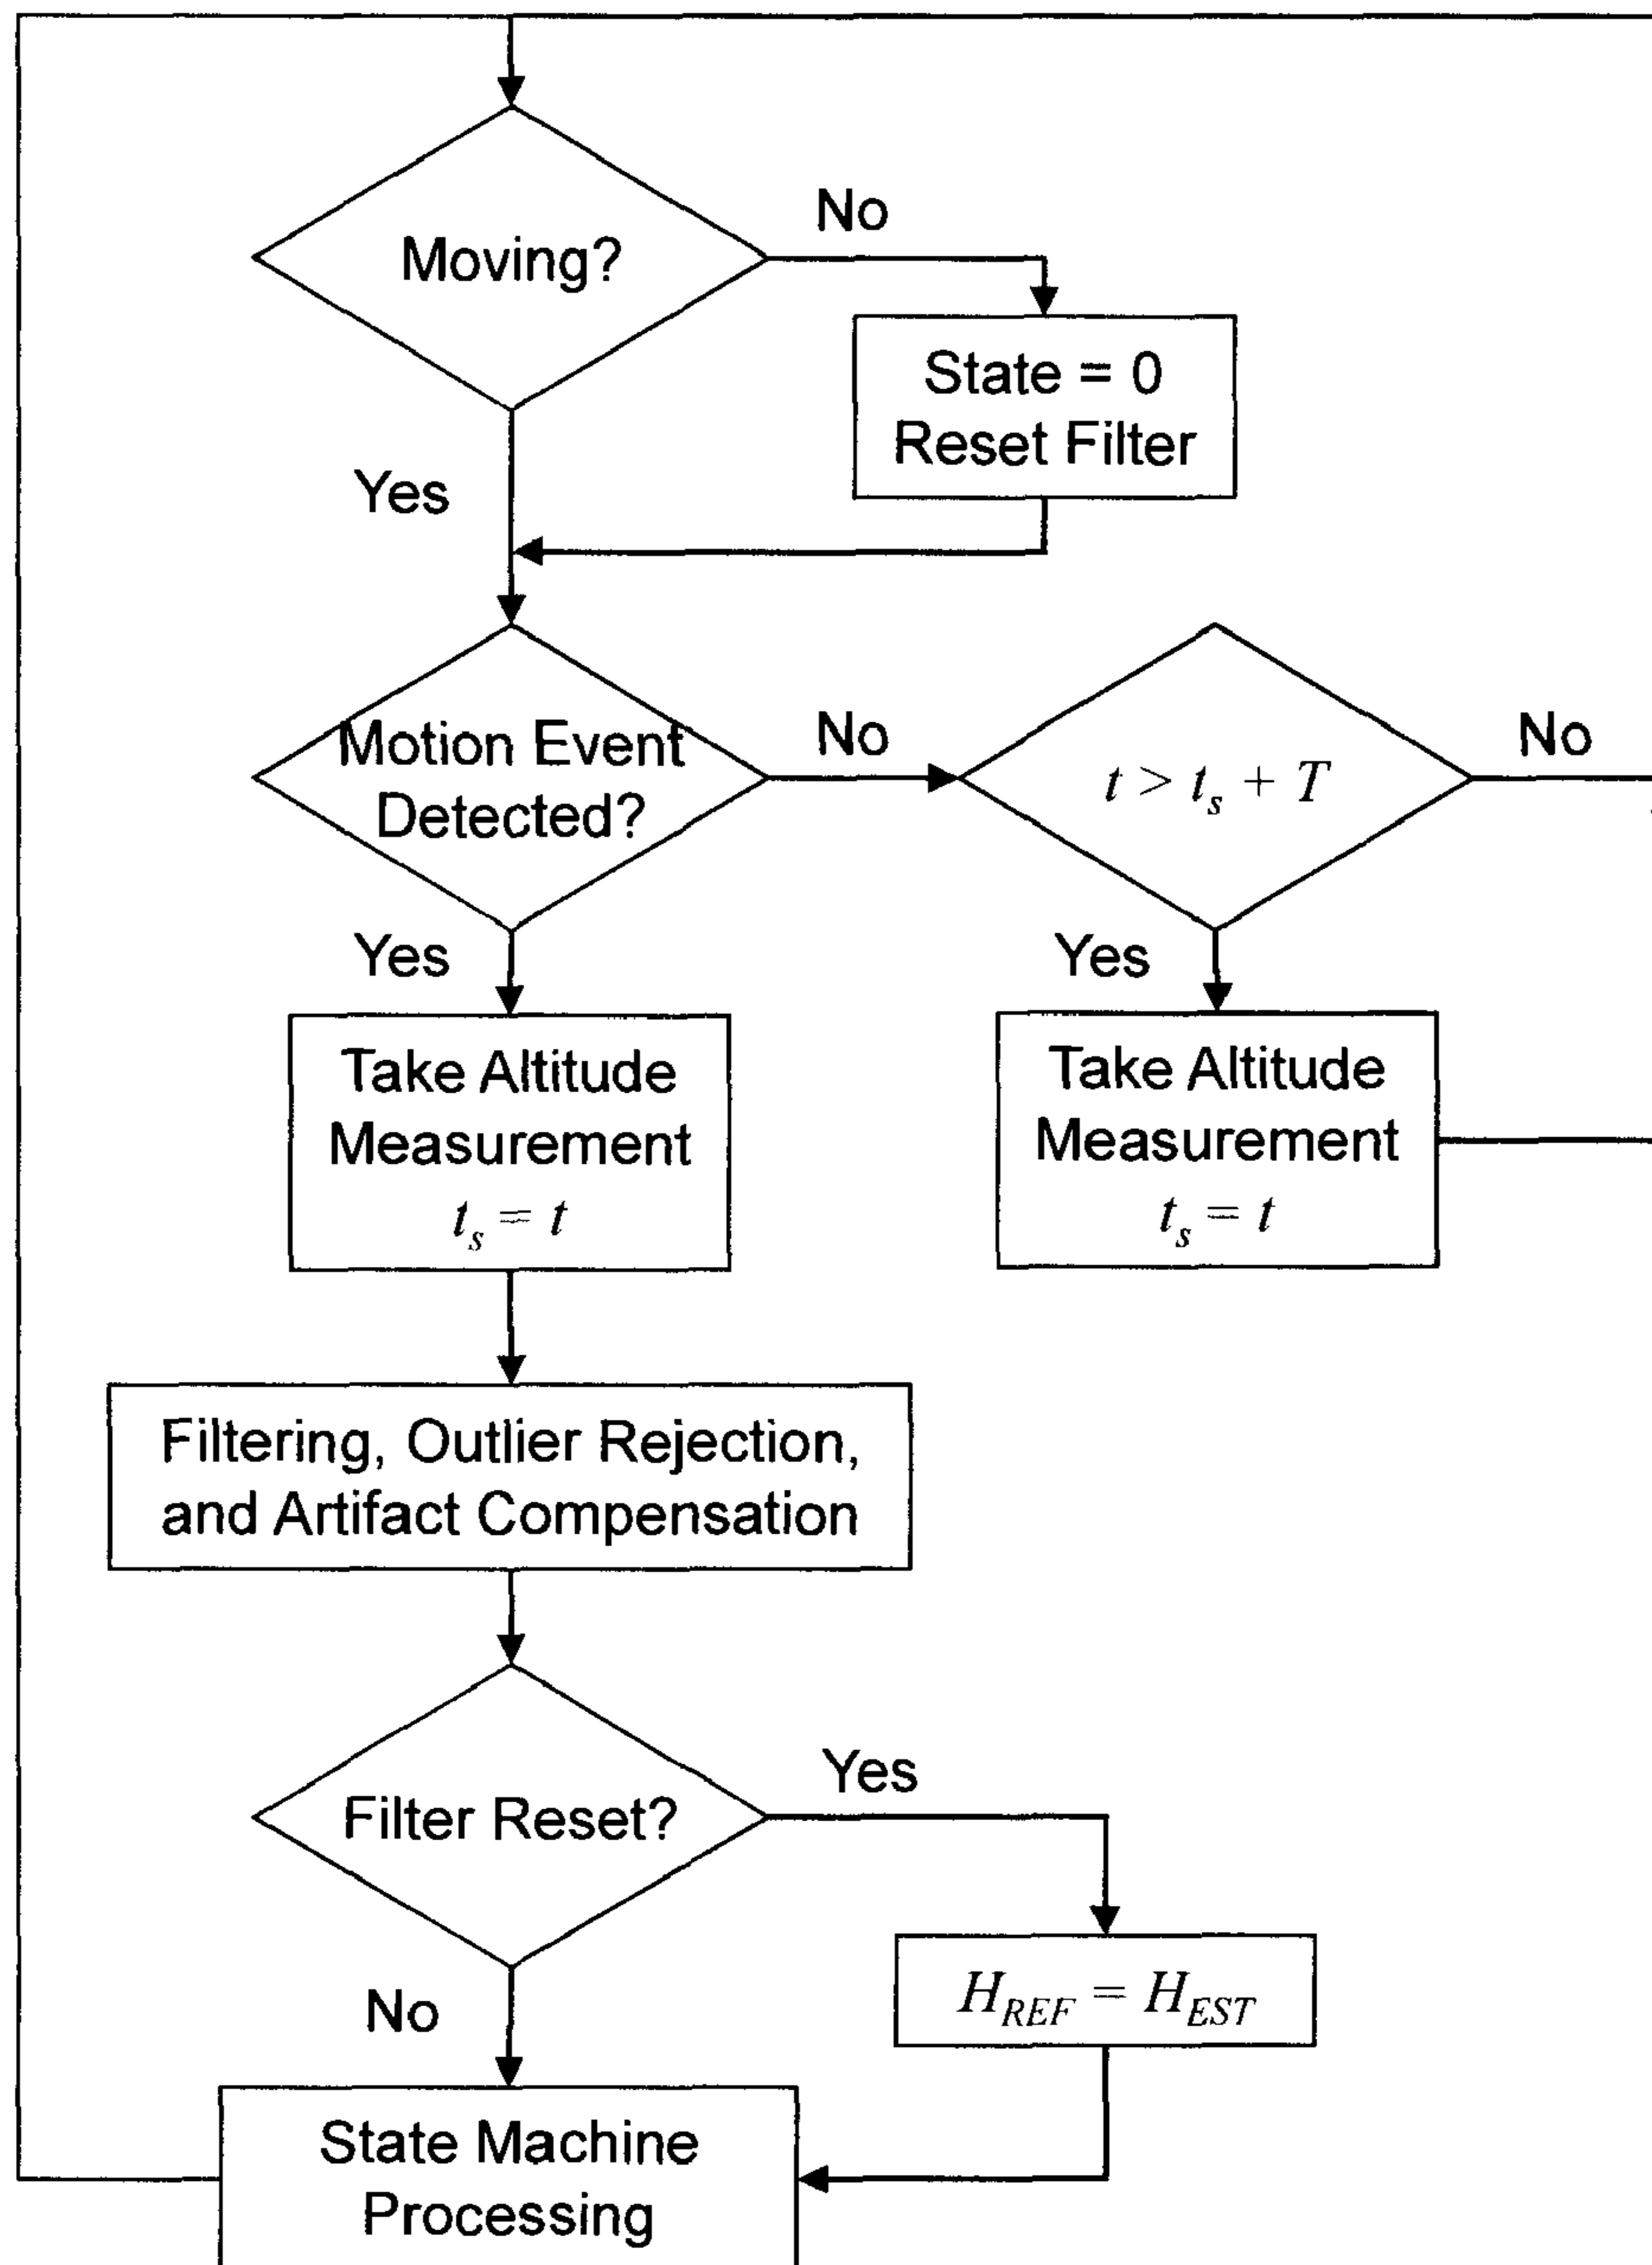 Moving?
No
State = 0
Reset Filter
Yes
Motion Event
Detected?
No
t > t_s + T
No
Yes
Take Altitude
Measurement
t_s = t
Yes
Take Altitude
Measurement
t_s = t
Filtering, Outlier Rejection,
and Artifact Compensation
Filter Reset?
Yes
H_REF = H_EST
No
State Machine
Processing